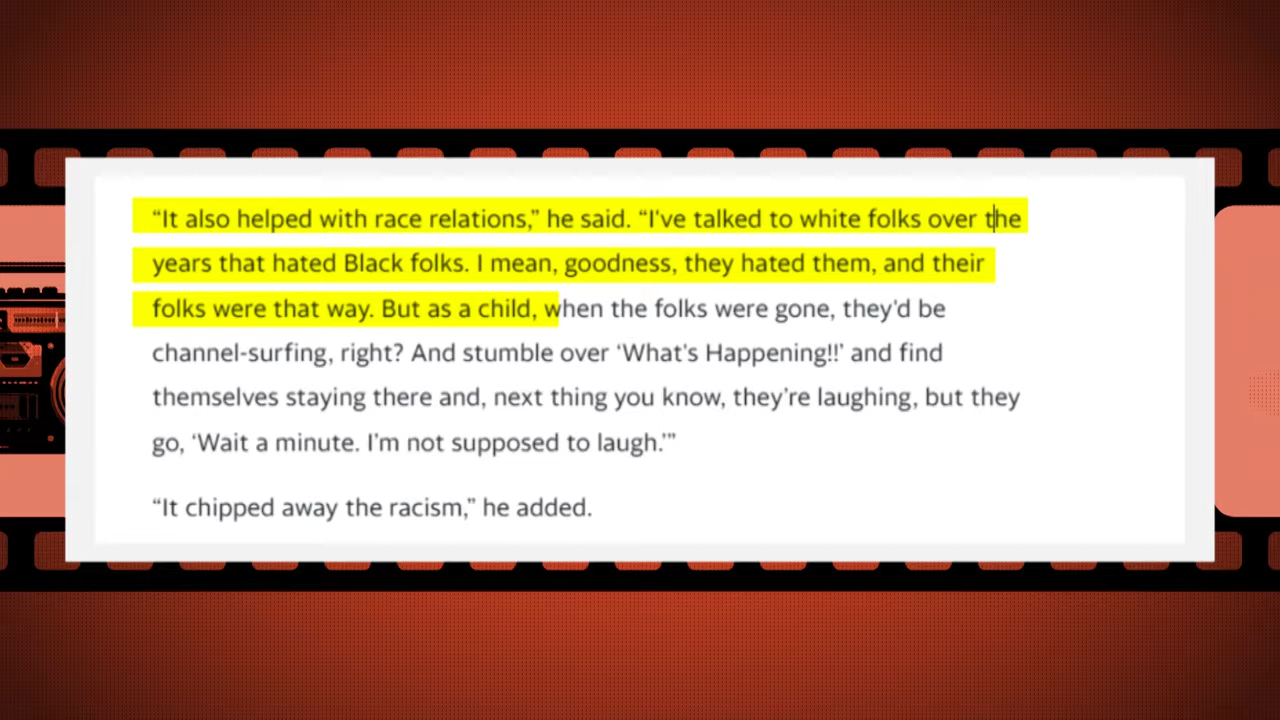 “It also helped with race relations,” he said. “I've talked to white folks over the
years that hated Black folks. I mean, goodness, they hated them, and their
folks were that way. But as a child, when the folks were gone, they'd be
channel-surfing, right? And stumble over ‘What's Happening!!’ and find
themselves staying there and, next thing you know, they’re laughing, but they
go, ‘Wait a minute. I’m not supposed to laugh.’”
“It chipped away the racism,” he added.